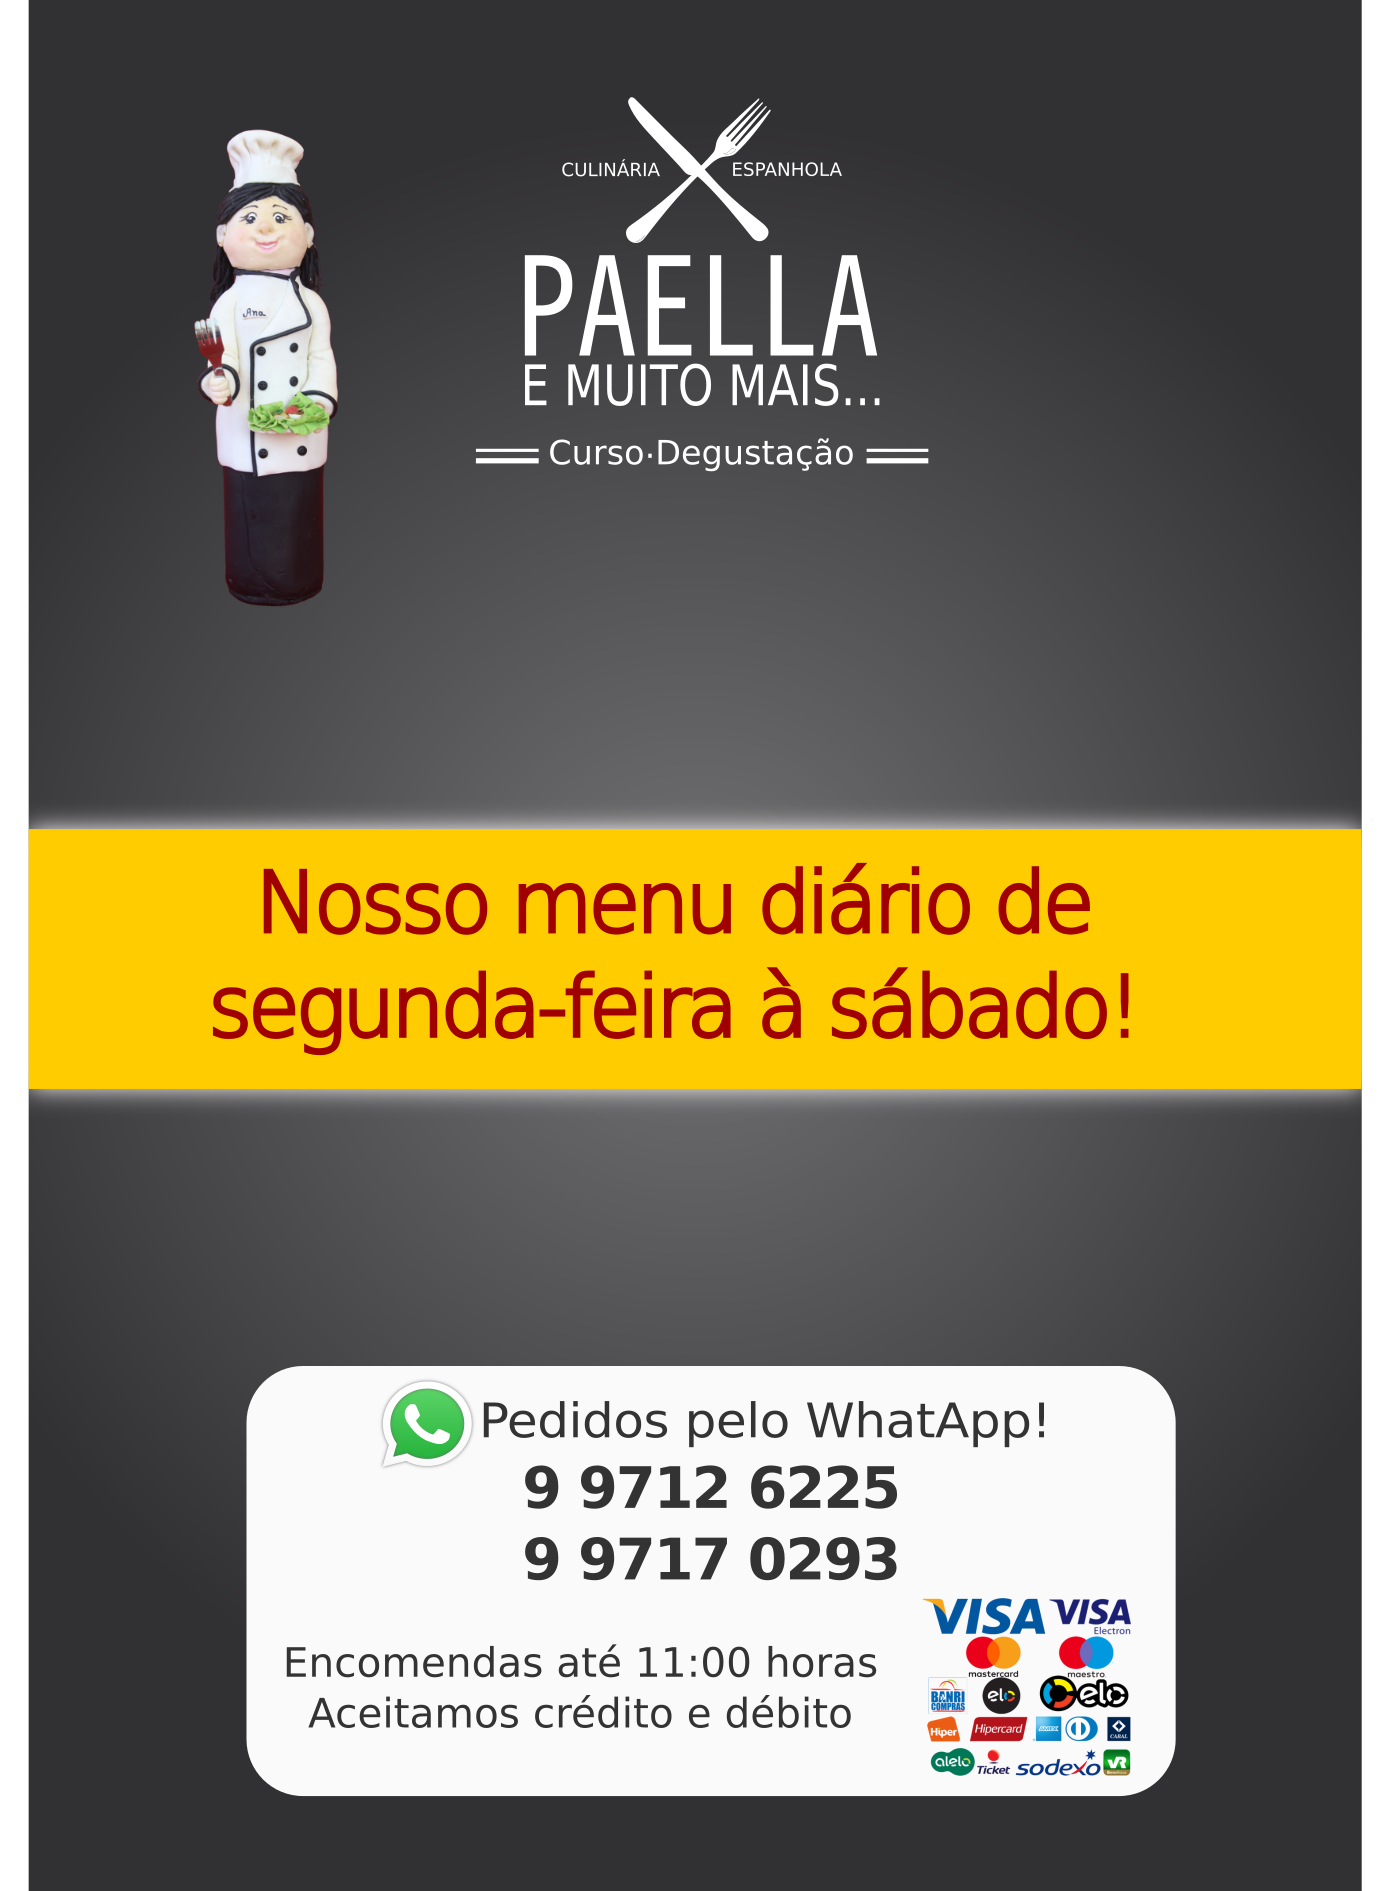 CULINÁRIA ESPANHOLA
PAELLA
E MUITO MAIS...
Curso·Degustação
Ana
Nosso menu diário de
segunda-feira à sábado!
Pedidos pelo WhatApp!
9 9712 6225
9 9717 0293
Encomendas até 11:00 horas
Aceitamos crédito e débito
VISA VISA
Electron
mastercard maestro
BANRI
COMPRAS
elo elo
Hiper Hipercard AMEX CABAL
alelo Ticket sodexo VR